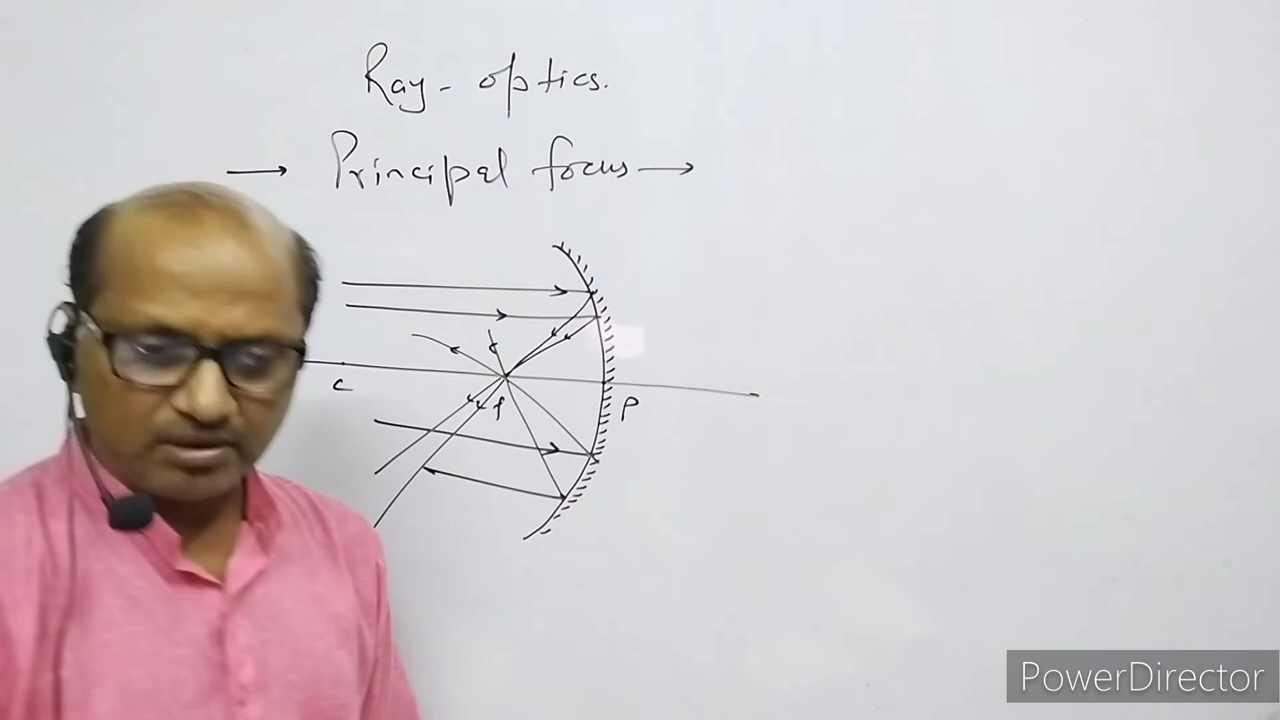 Ray - optics.
→ Principal focus →
C
f
P
PowerDirector